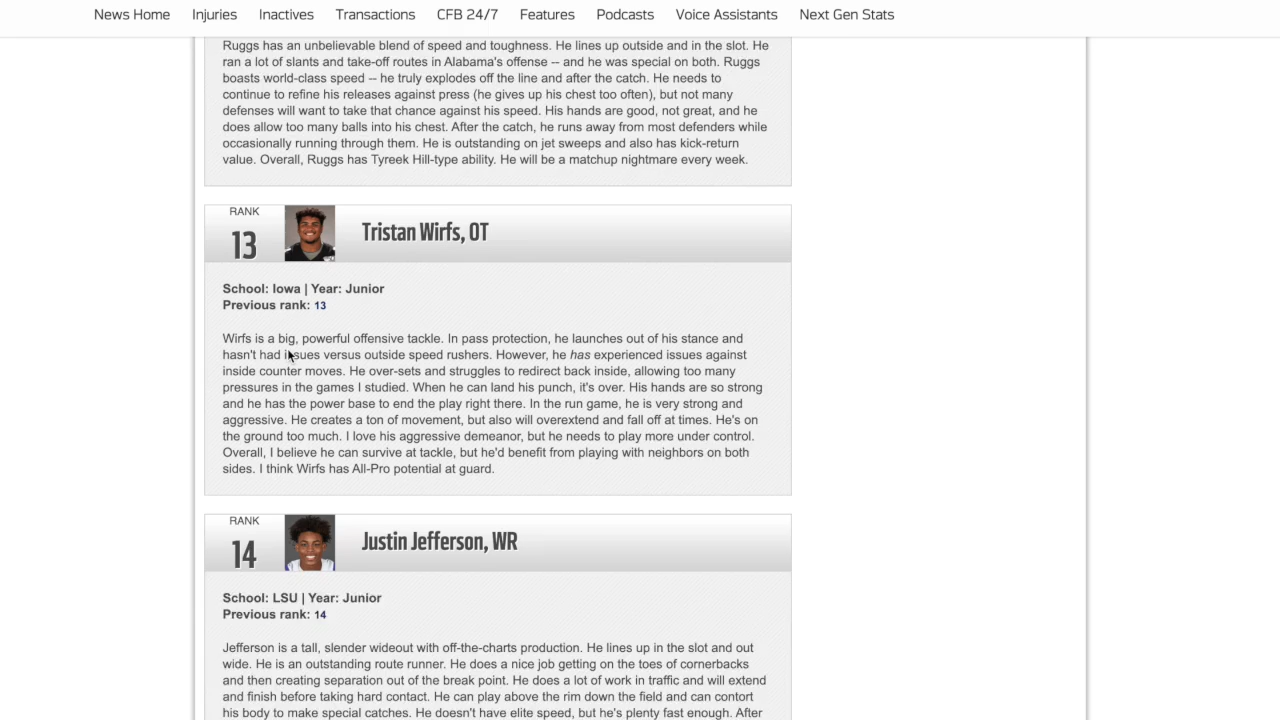 News Home Injuries Inactives Transactions CFB 24/7 Features Podcasts Voice Assistants Next Gen Stats
Ruggs has an unbelievable blend of speed and toughness. He lines up outside and in the slot. He
ran a lot of slants and take-off routes in Alabama's offense -- and he was special on both. Ruggs
boasts world-class speed -- he truly explodes off the line and after the catch. He needs to
continue to refine his releases against press (he gives up his chest too often), but not many
defenses will want to take that chance against his speed. His hands are good, not great, and he
does allow too many balls into his chest. After the catch, he runs away from most defenders while
occasionally running through them. He is outstanding on jet sweeps and also has kick-return
value. Overall, Ruggs has Tyreek Hill-type ability. He will be a matchup nightmare every week.
RANK
13
Tristan Wirfs, OT
School: Iowa | Year: Junior
Previous rank: 13
Wirfs is a big, powerful offensive tackle. In pass protection, he launches out of his stance and
hasn't had issues versus outside speed rushers. However, he has experienced issues against
inside counter moves. He over-sets and struggles to redirect back inside, allowing too many
pressures in the games I studied. When he can land his punch, it's over. His hands are so strong
and he has the power base to end the play right there. In the run game, he is very strong and
aggressive. He creates a ton of movement, but also will overextend and fall off at times. He's on
the ground too much. I love his aggressive demeanor, but he needs to play more under control.
Overall, I believe he can survive at tackle, but he'd benefit from playing with neighbors on both
sides. I think Wirfs has All-Pro potential at guard.
RANK
14
Justin Jefferson, WR
School: LSU | Year: Junior
Previous rank: 14
Jefferson is a tall, slender wideout with off-the-charts production. He lines up in the slot and out
wide. He is an outstanding route runner. He does a nice job getting on the toes of cornerbacks
and then creating separation out of the break point. He does a lot of work in traffic and will extend
and finish before taking hard contact. He can play above the rim down the field and can contort
his body to make special catches. He doesn't have elite speed, but he's plenty fast enough. After